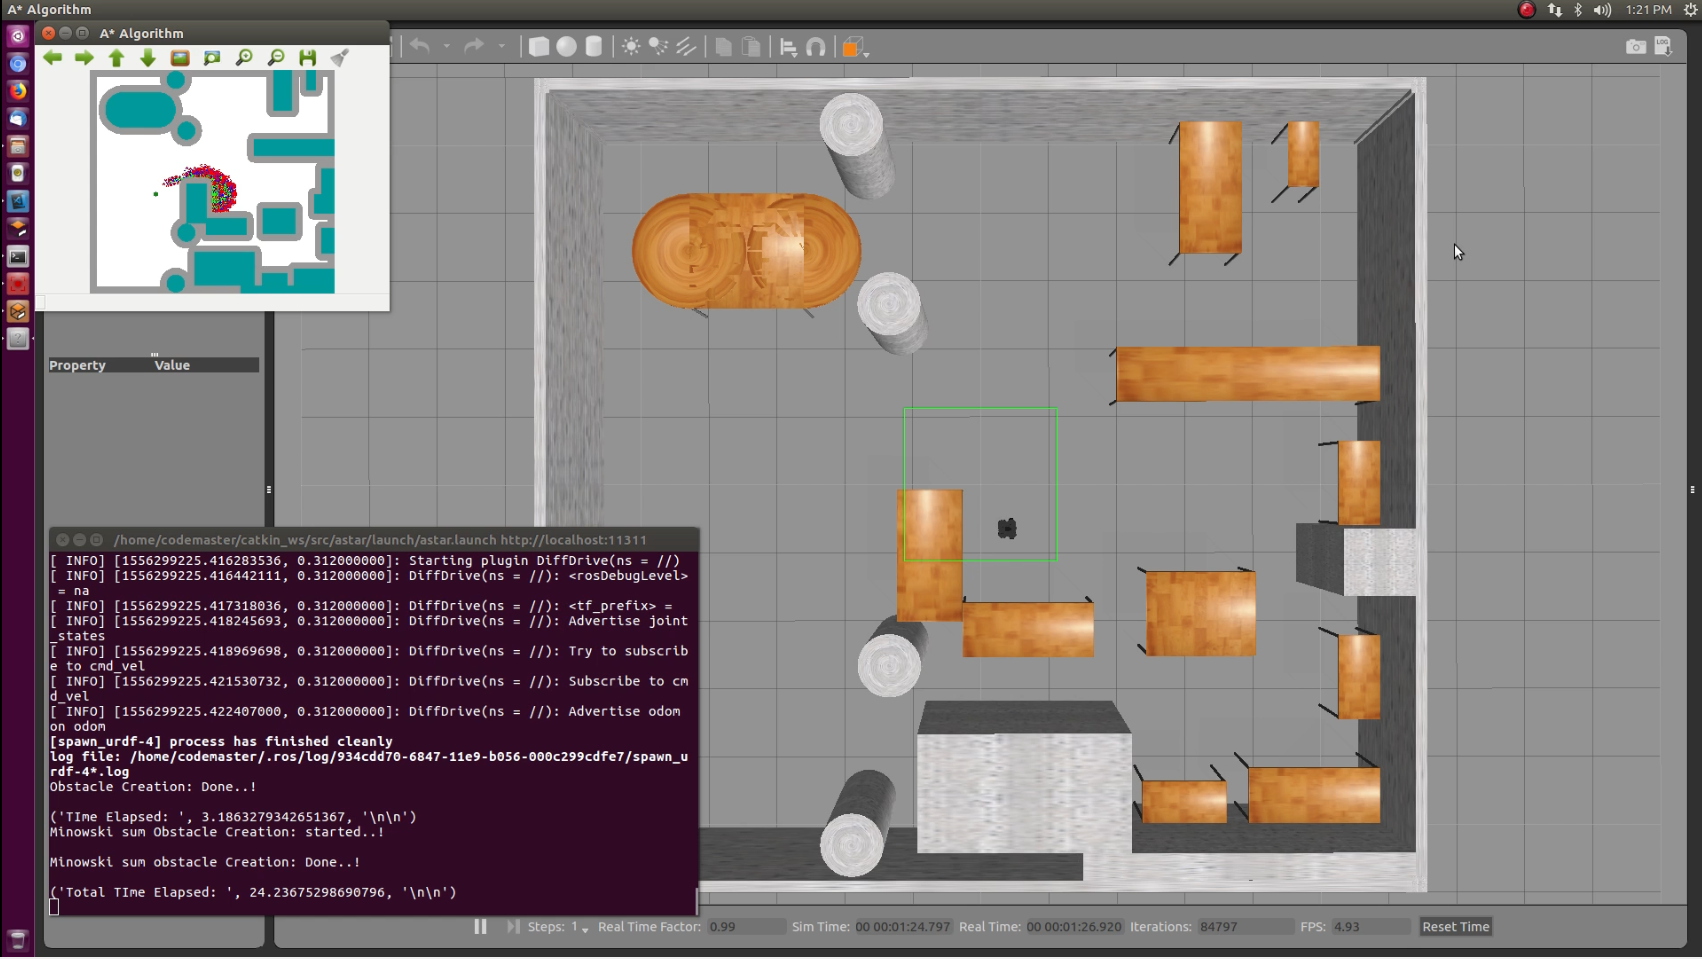 A* Algorithm
1:21 PM
A* Algorithm
LOG
Property Value
/home/codemaster/catkin_ws/src/astar/launch/astar.launch http://localhost:11311
[ INFO] [1556299225.416283536, 0.312000000]: Starting plugin DiffDrive(ns = //)
[ INFO] [1556299225.416442111, 0.312000000]: DiffDrive(ns = //): <rosDebugLevel>
= na
[ INFO] [1556299225.417318036, 0.312000000]: DiffDrive(ns = //): <tf_prefix> =
[ INFO] [1556299225.418245693, 0.312000000]: DiffDrive(ns = //): Advertise joint
_states
[ INFO] [1556299225.418969698, 0.312000000]: DiffDrive(ns = //): Try to subscrib
e to cmd_vel
[ INFO] [1556299225.421530732, 0.312000000]: DiffDrive(ns = //): Subscribe to cm
d_vel
[ INFO] [1556299225.422407000, 0.312000000]: DiffDrive(ns = //): Advertise odom
on odom
[spawn_urdf-4] process has finished cleanly
log file: /home/codemaster/.ros/log/934cdd70-6847-11e9-b056-000c299cdfe7/spawn_u
rdf-4*.log
Obstacle Creation: Done..!
('TIme Elapsed: ', 3.1863279342651367, '\n\n')
Minowski sum Obstacle Creation: started..!
Minowski sum obstacle Creation: Done..!
('Total TIme Elapsed: ', 24.23675298690796, '\n\n')
Steps: 1 Real Time Factor: 0.99 Sim Time: 00 00:01:24.797 Real Time: 00 00:01:26.920 Iterations: 84797 FPS: 4.93 Reset Time